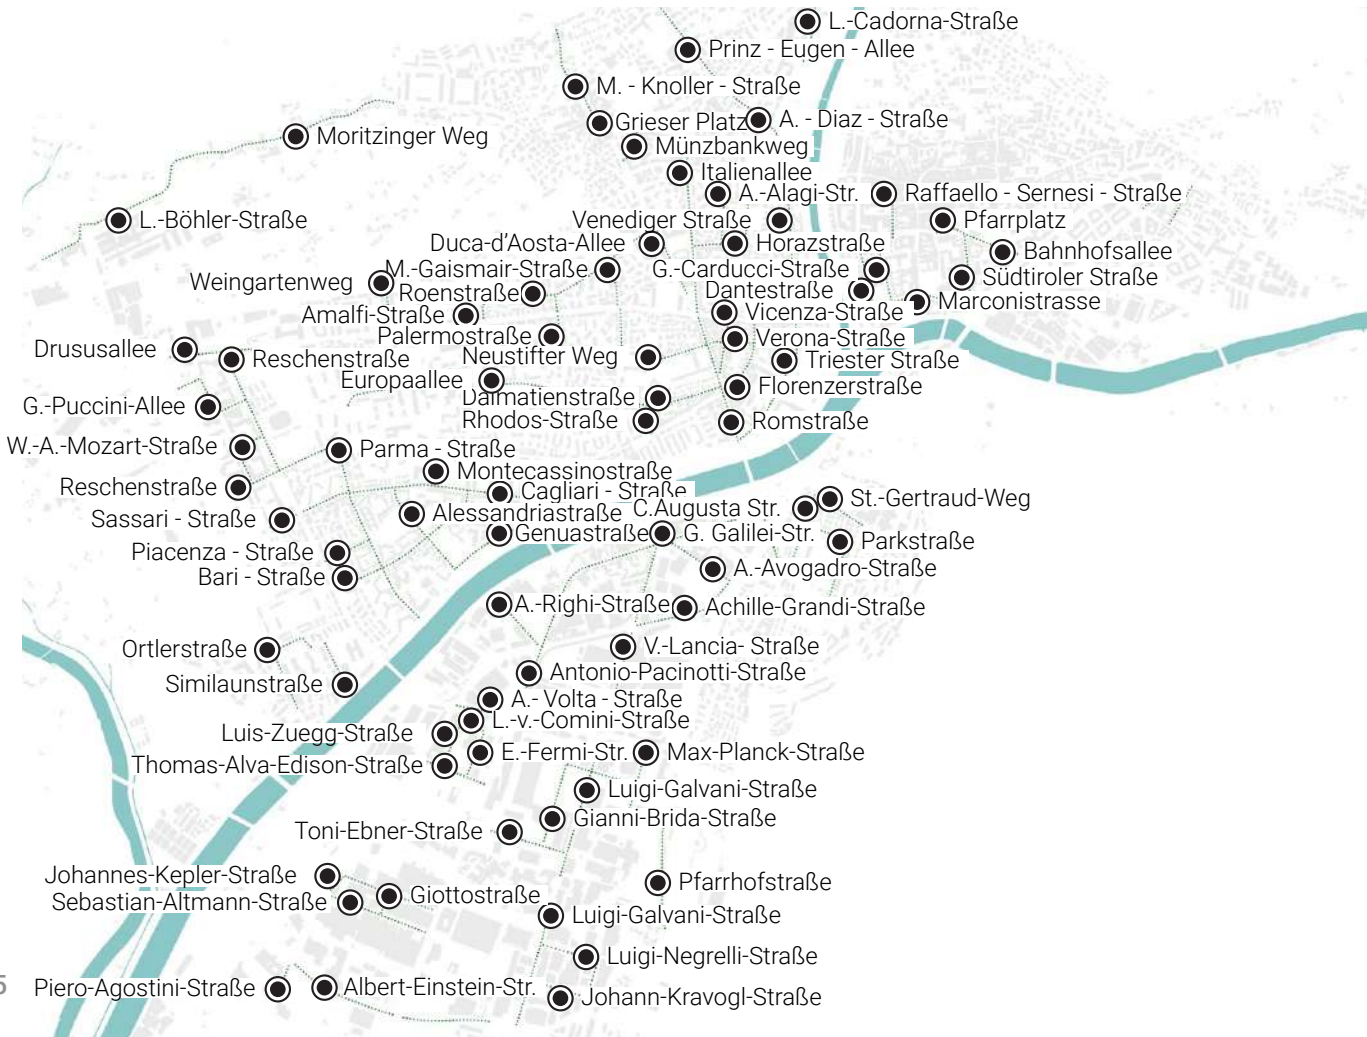 L.-Cadorna-Straße
Prinz - Eugen - Allee
M. - Knoller - Straße
Grieser Platz
A. - Diaz - Straße
Moritzinger Weg
Münzbankweg
Italienallee
A.-Alagi-Str.
Raffaello - Sernesi - Straße
L.-Böhler-Straße
Venediger Straße
Pfarrplatz
Duca-d'Aosta-Allee
Horazstraße
Bahnhofsallee
M.-Gaismair-Straße
G.-Carducci-Straße
Südtiroler Straße
Weingartenweg
Roenstraße
Dantestraße
Marconistrasse
Amalfi-Straße
Vicenza-Straße
Palermostraße
Verona-Straße
Drususallee
Reschenstraße
Neustifter Weg
Triester Straße
Europaallee
Florenzerstraße
G.-Puccini-Allee
Dalmatienstraße
Rhodos-Straße
Romstraße
W.-A.-Mozart-Straße
Parma - Straße
Montecassinostraße
Reschenstraße
Cagliari - Straße
St.-Gertraud-Weg
Sassari - Straße
Alessandriastraße
C.Augusta Str.
Genuastraße
G. Galilei-Str.
Parkstraße
Piacenza - Straße
Bari - Straße
A.-Avogadro-Straße
A.-Righi-Straße
Achille-Grandi-Straße
Ortlerstraße
V.-Lancia- Straße
Similaunstraße
Antonio-Pacinotti-Straße
A.- Volta - Straße
L.-v.-Comini-Straße
Luis-Zuegg-Straße
E.-Fermi-Str.
Max-Planck-Straße
Thomas-Alva-Edison-Straße
Luigi-Galvani-Straße
Gianni-Brida-Straße
Toni-Ebner-Straße
Johannes-Kepler-Straße
Pfarrhofstraße
Sebastian-Altmann-Straße
Giottostraße
Luigi-Galvani-Straße
Luigi-Negrelli-Straße
5
Piero-Agostini-Straße
Albert-Einstein-Str.
Johann-Kravogl-Straße